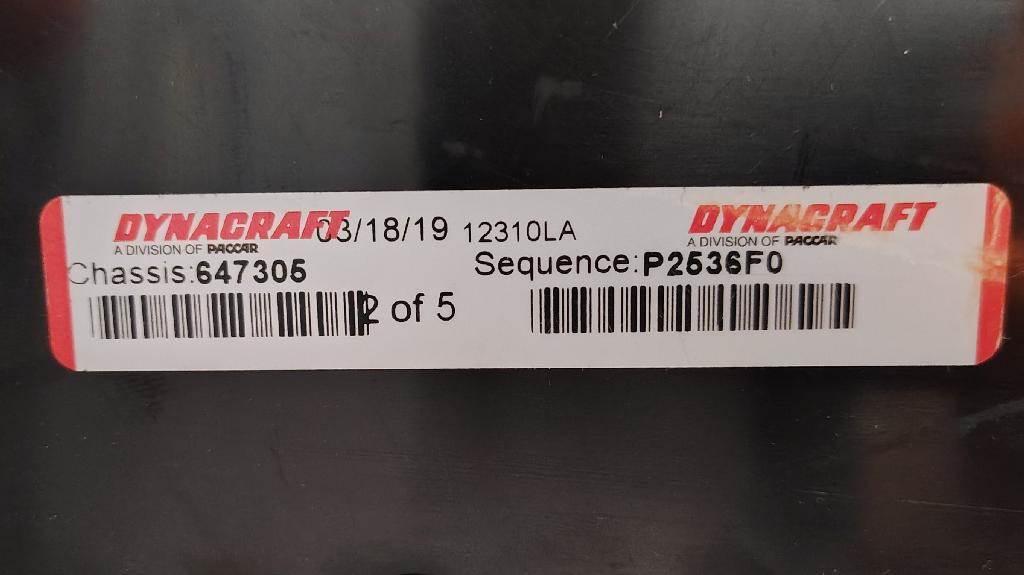 DYNACRAFT 03/18/19 12310LA DYNACRAFT
A DIVISION OF PACCAR A DIVISION OF PACCAR
Chassis:647305 Sequence:P2536F0
2 of 5